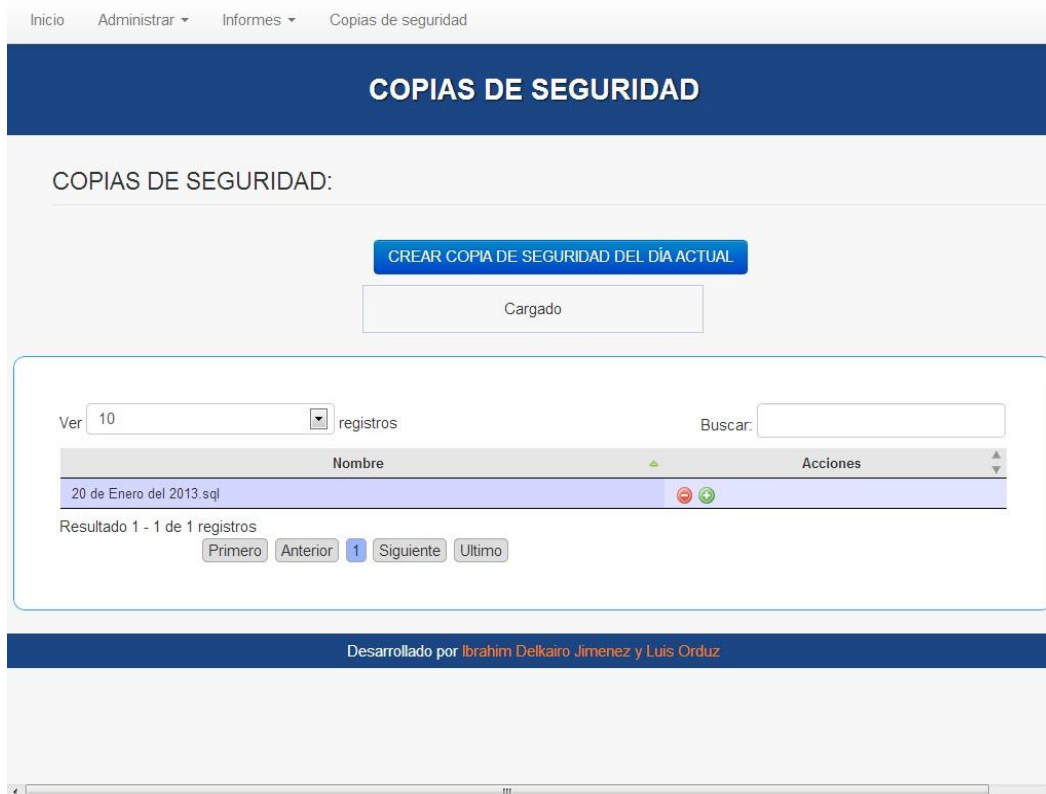 Inicio Administrar Informes Copias de seguridad
COPIAS DE SEGURIDAD
COPIAS DE SEGURIDAD:
CREAR COPIA DE SEGURIDAD DEL DÍA ACTUAL
Cargado
Ver 10 registros Buscar:
Nombre Acciones
20 de Enero del 2013.sql
Resultado 1 - 1 de 1 registros
Primero Anterior 1 Siguiente Ultimo
Desarrollado por Ibrahim Delkairo Jimenez y Luis Orduz